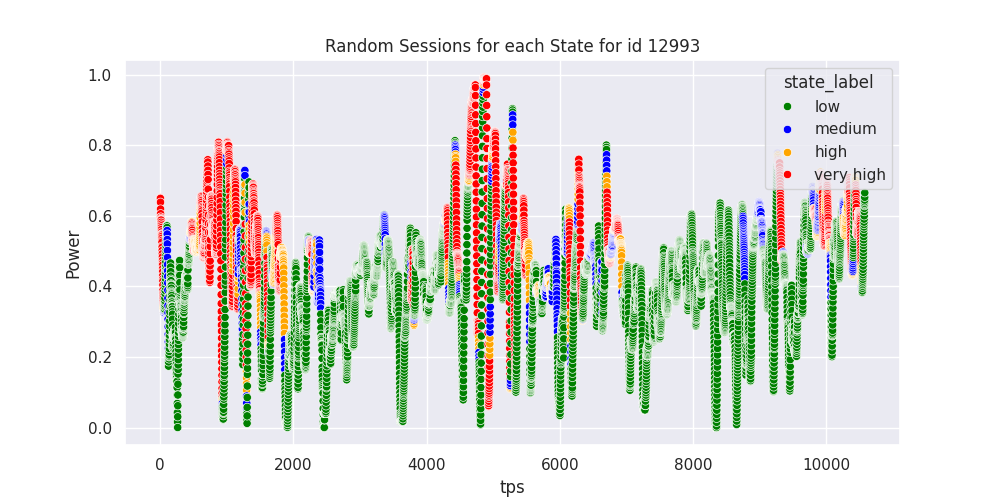 Random Sessions for each State for id 12993
1.0
0.8
0.6
0.4
0.2
0.0
Power
state_label
low
medium
high
very high
0
2000
4000
6000
8000
10000
tps